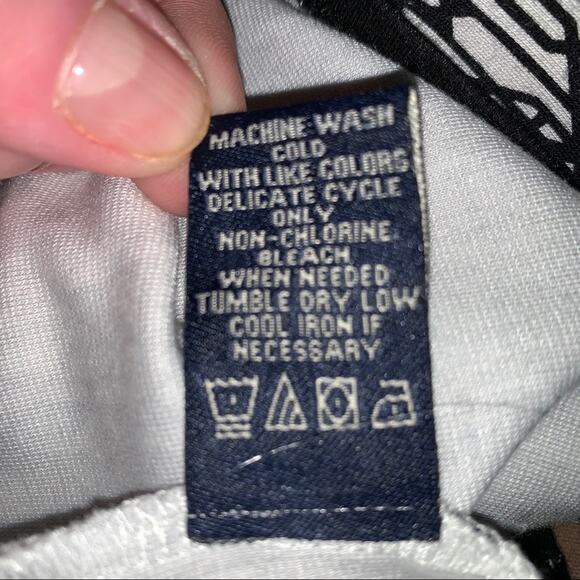 MACHINE WASH
COLD
WITH LIKE COLORS
DELICATE CYCLE
ONLY
NON-CHLORINE
BLEACH
WHEN NEEDED
TUMBLE DRY LOW
COOL IRON IF
NECESSARY